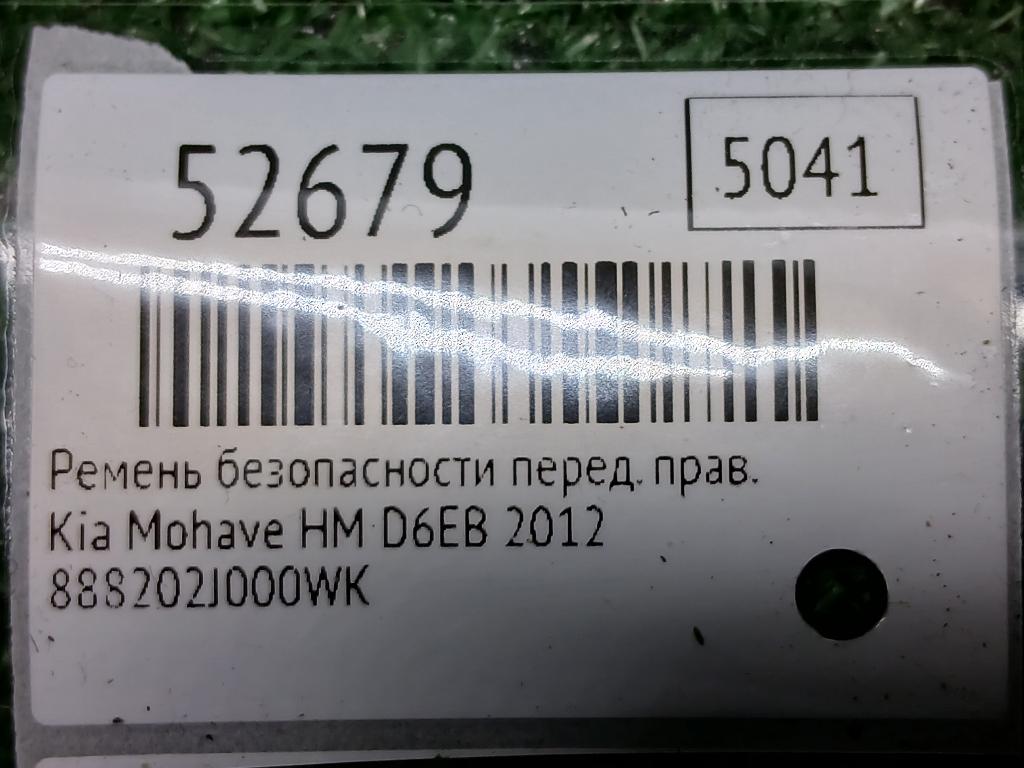 52679
5041
Ремень безопасности перед. прав.
Kia Mohave HM D6EB 2012
888202J000WK